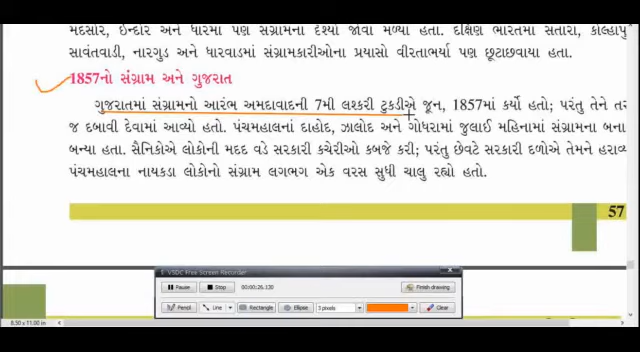 મંદસૌર, ઇન્દોર અને ધારમાં પણ સંગ્રામના દૃશ્યો જોવા મળ્યા હતા. દક્ષિણ ભારતમાં સતારા,
સાવંતવાડી, નારગુડ અને ધારવાડમાં સંગ્રામકારીઓના પ્રયાસો વીરતાભર્યા પણ છૂટાછવાયા હતા.
1857નો સંગ્રામ અને ગુજરાત
ગુજરાતમાં સંગ્રામનો આરંભ અમદાવાદની 7મી લશ્કરી ટુકડીએ જૂન, 1857માં કર્યો હતો; પરંતુ તેને
જ દબાવી દેવામાં આવ્યો હતો. પંચમહાલનાં દાહોદ, ઝાલોદ અને ગોધરામાં જુલાઈ મહિનામાં સંગ્રામના
બન્યા હતા. સૈનિકોએ લોકોની મદદ વડે સરકારી કચેરીઓ કબજે કરી; પરંતુ છેવટે સરકારી દળોએ તેમને
પંચમહાલના નાયકડા લોકોનો સંગ્રામ લગભગ એક વરસ સુધી ચાલુ રહ્યો હતો.
57
VSDC Free Screen Recorder
Pause
Stop
00:00:26.130
Finish drawing
Pencil
Line
Rectangle
Ellipse
3 pixels
Clear
8.50 x 11.00 in